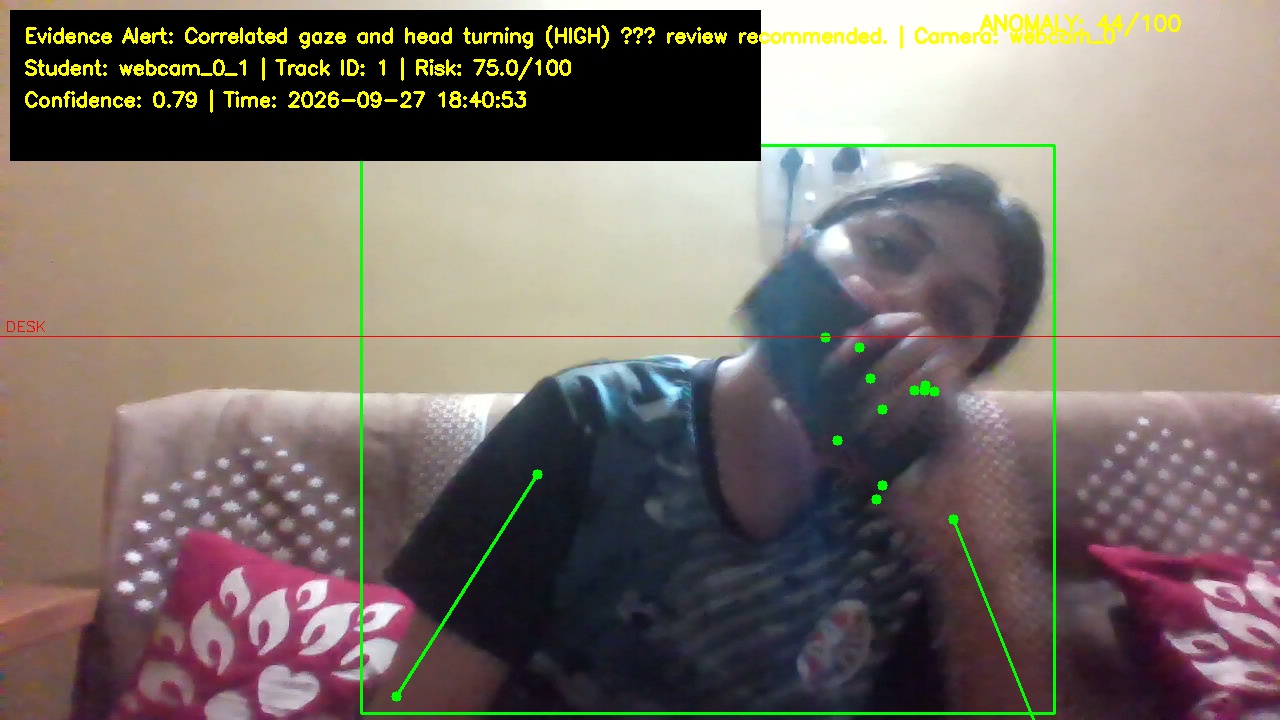 ANOMALY: 44/100
Evidence Alert: Correlated gaze and head turning (HIGH) ??? review recommended. | Camera: webcam_0
Student: webcam_0_1 | Track ID: 1 | Risk: 75.0/100
Confidence: 0.79 | Time: 2026-09-27 18:40:53
DESK